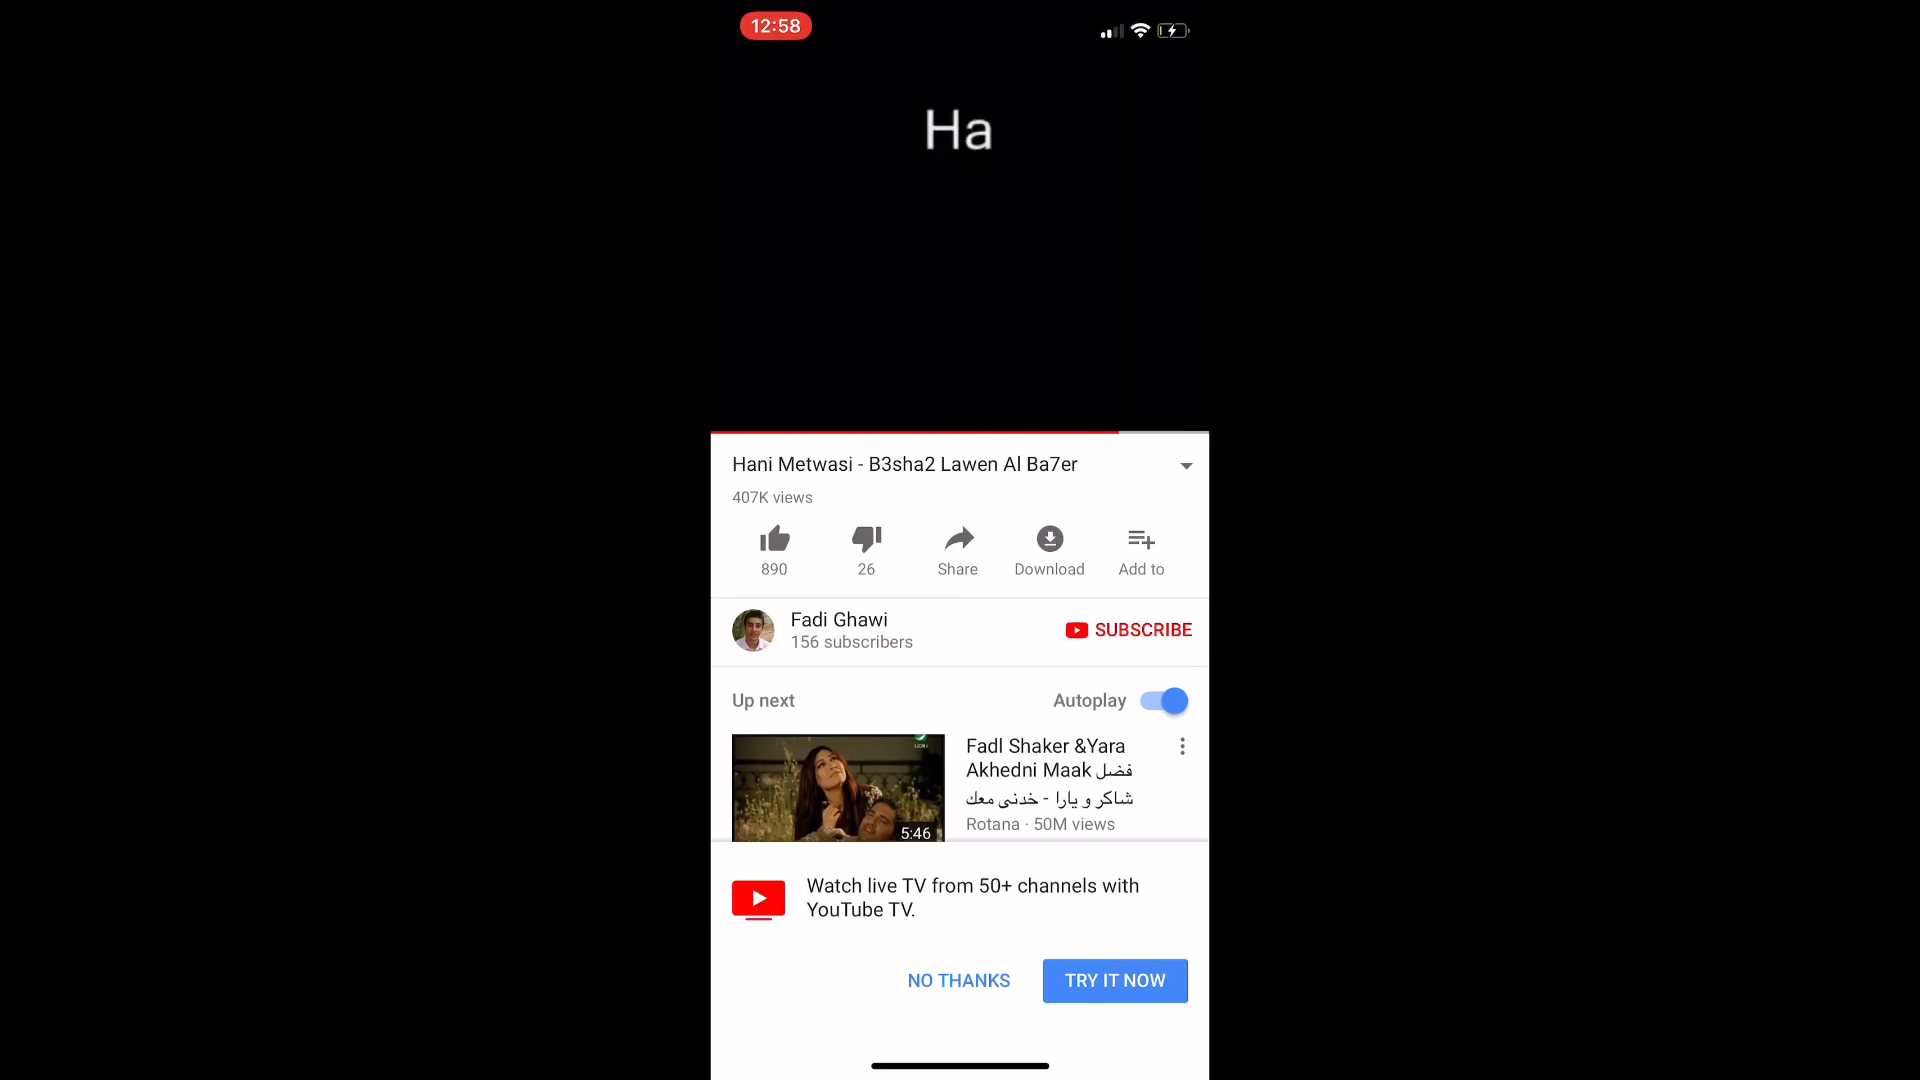 12:58
Ha
Hani Metwasi - B3sha2 Lawen Al Ba7er
407K views
890
26
Share
Download
Add to
Fadi Ghawi
156 subscribers
SUBSCRIBE
Up next
Autoplay
Fadl Shaker &Yara
Akhedni Maak فضل
شاكر و يارا - خدنى معك
Rotana · 50M views
5:46
Watch live TV from 50+ channels with
YouTube TV.
NO THANKS
TRY IT NOW